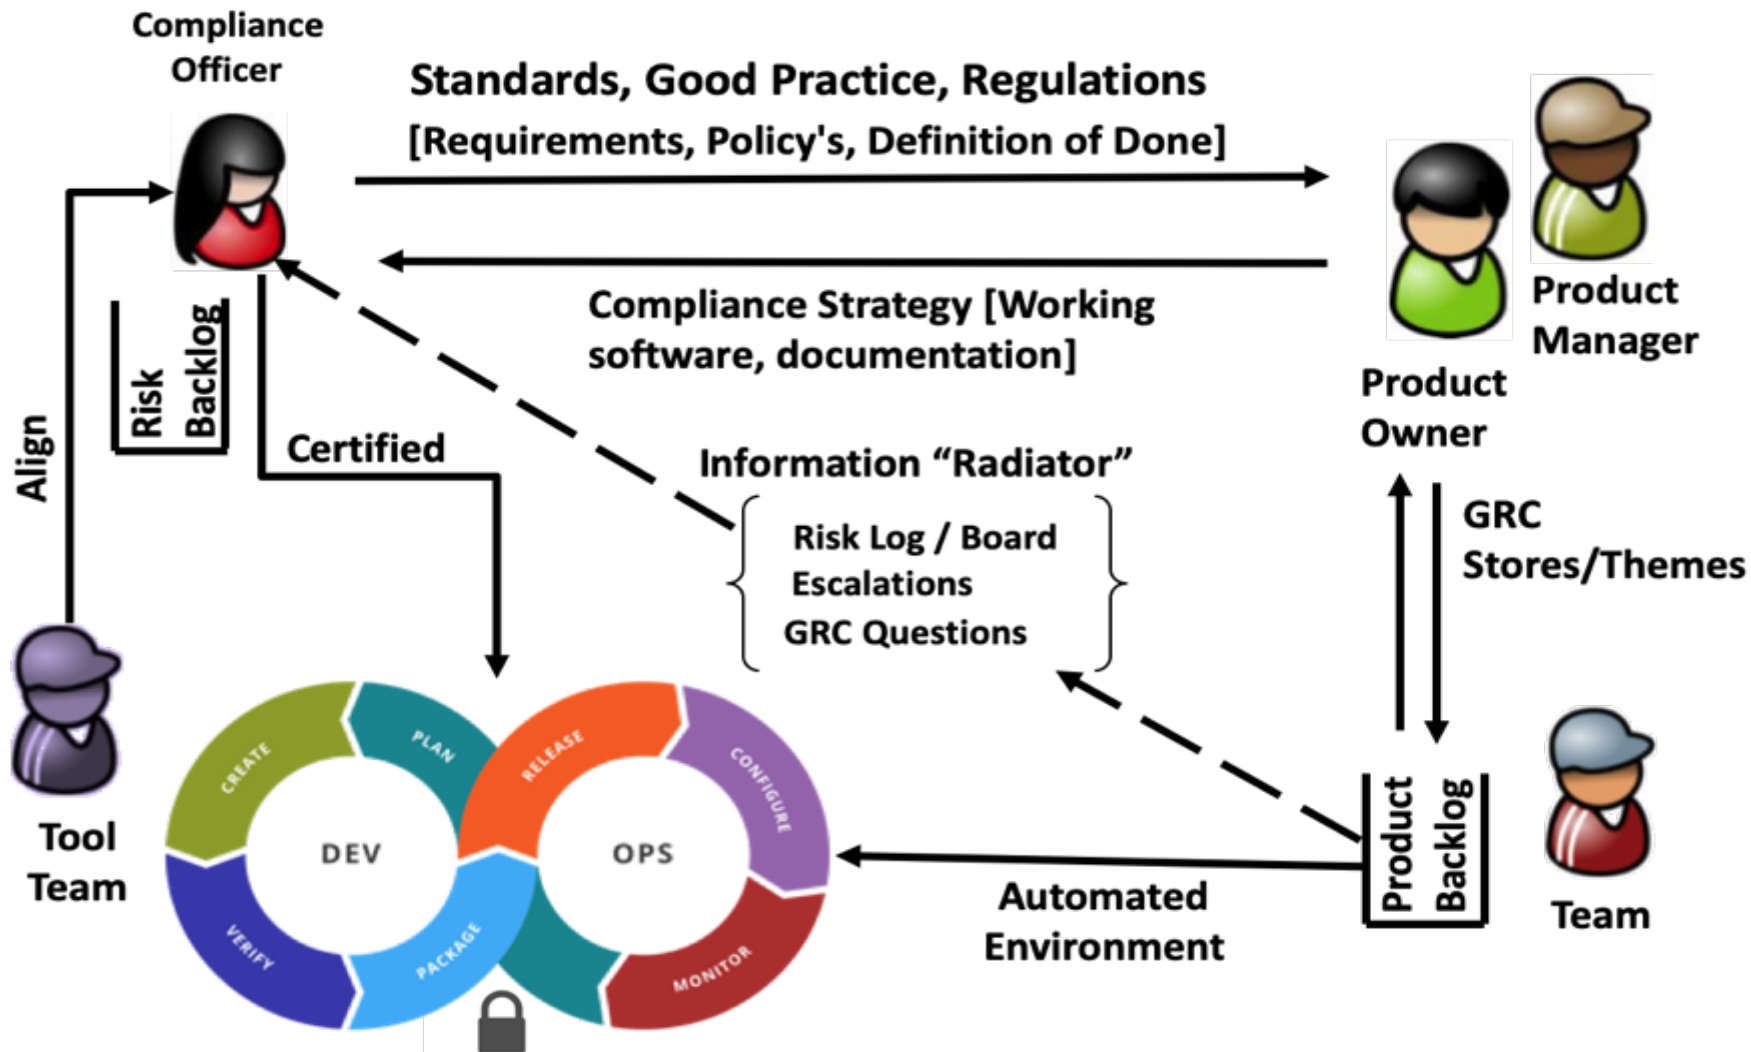 Compliance
Officer
Standards, Good Practice, Regulations
[Requirements, Policy's, Definition of Done]
Compliance Strategy [Working
software, documentation]
Product
Manager
Product
Owner
Risk
Backlog
Align
Certified
Information “Radiator”
Risk Log / Board
Escalations
GRC Questions
GRC
Stores/Themes
Tool
Team
CREATE
PLAN
RELEASE
CONFIGURE
DEV
OPS
VERIFY
PACKAGE
MONITOR
Automated
Environment
Product
Backlog
Team